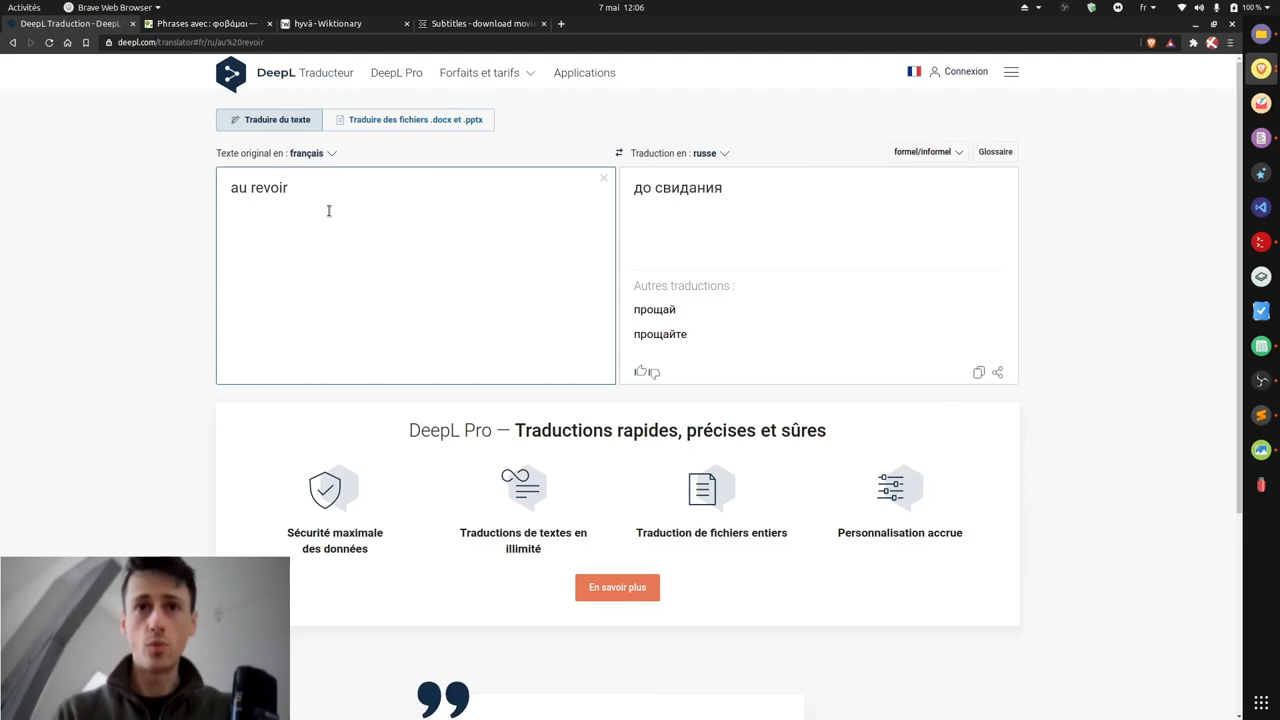 Activités
Brave Web Browser
7 mai 12:06
fr
100 %
DeepL Traduction - DeepL
Phrases avec: φοβάμαι —
hyvä - Wiktionary
Subtitles - download movi
deepl.com/translator#fr/ru/au%20revoir
DeepL Traducteur
DeepL Pro
Forfaits et tarifs
Applications
Connexion
Traduire du texte
Traduire des fichiers .docx et .pptx
Texte original en : français
Traduction en : russe
formel/informel
Glossaire
au revoir
до свидания
Autres traductions :
прощай
прощайте
DeepL Pro — Traductions rapides, précises et sûres
Sécurité maximale
des données
Traductions de textes en
illimité
Traduction de fichiers entiers
Personnalisation accrue
En savoir plus